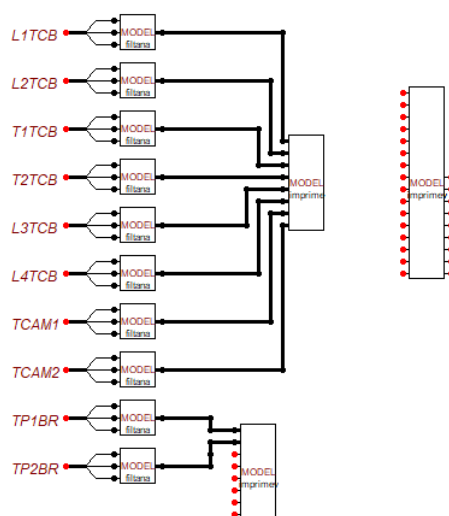 L1TCB
MODEL
filtana
L2TCB
MODEL
filtana
T1TCB
MODEL
filtana
T2TCB
MODEL
filtana
MODEL
imprime
MODEL
imprimey
L3TCB
MODEL
filtana
L4TCB
MODEL
filtana
TCAM1
MODEL
filtana
TCAM2
MODEL
filtana
TP1BR
MODEL
filtana
TP2BR
MODEL
filtana
MODEL
imprimey